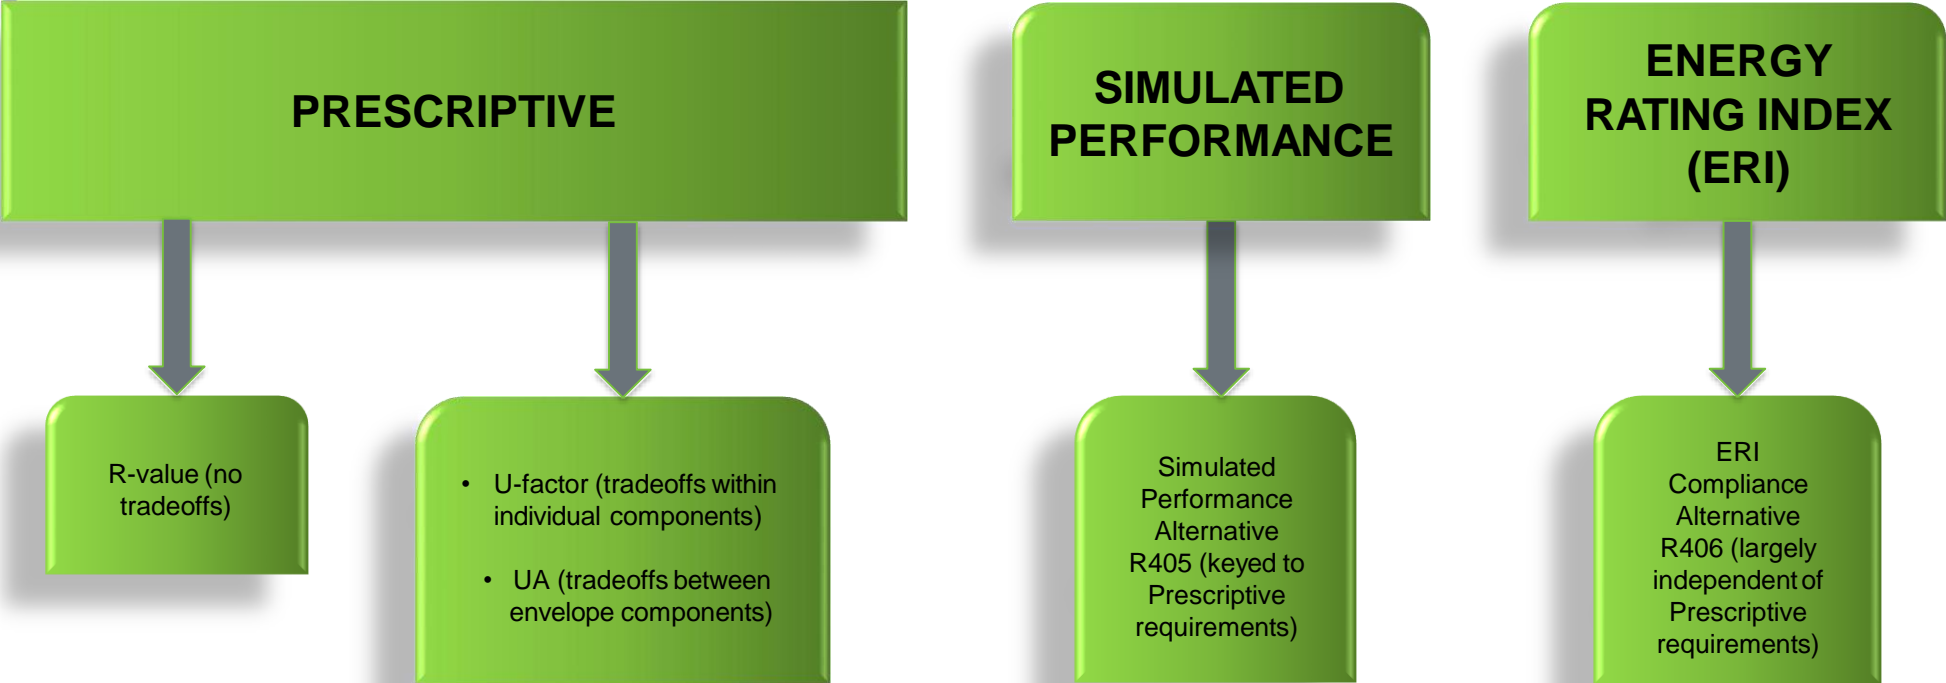 PRESCRIPTIVE
SIMULATED
PERFORMANCE
ENERGY
RATING INDEX
(ERI)
R-value (no
tradeoffs)
• U-factor (tradeoffs within
individual components)
• UA (tradeoffs between
envelope components)
Simulated
Performance
Alternative
R405 (keyed to
Prescriptive
requirements)
ERI
Compliance
Alternative
R406 (largely
independent of
Prescriptive
requirements)